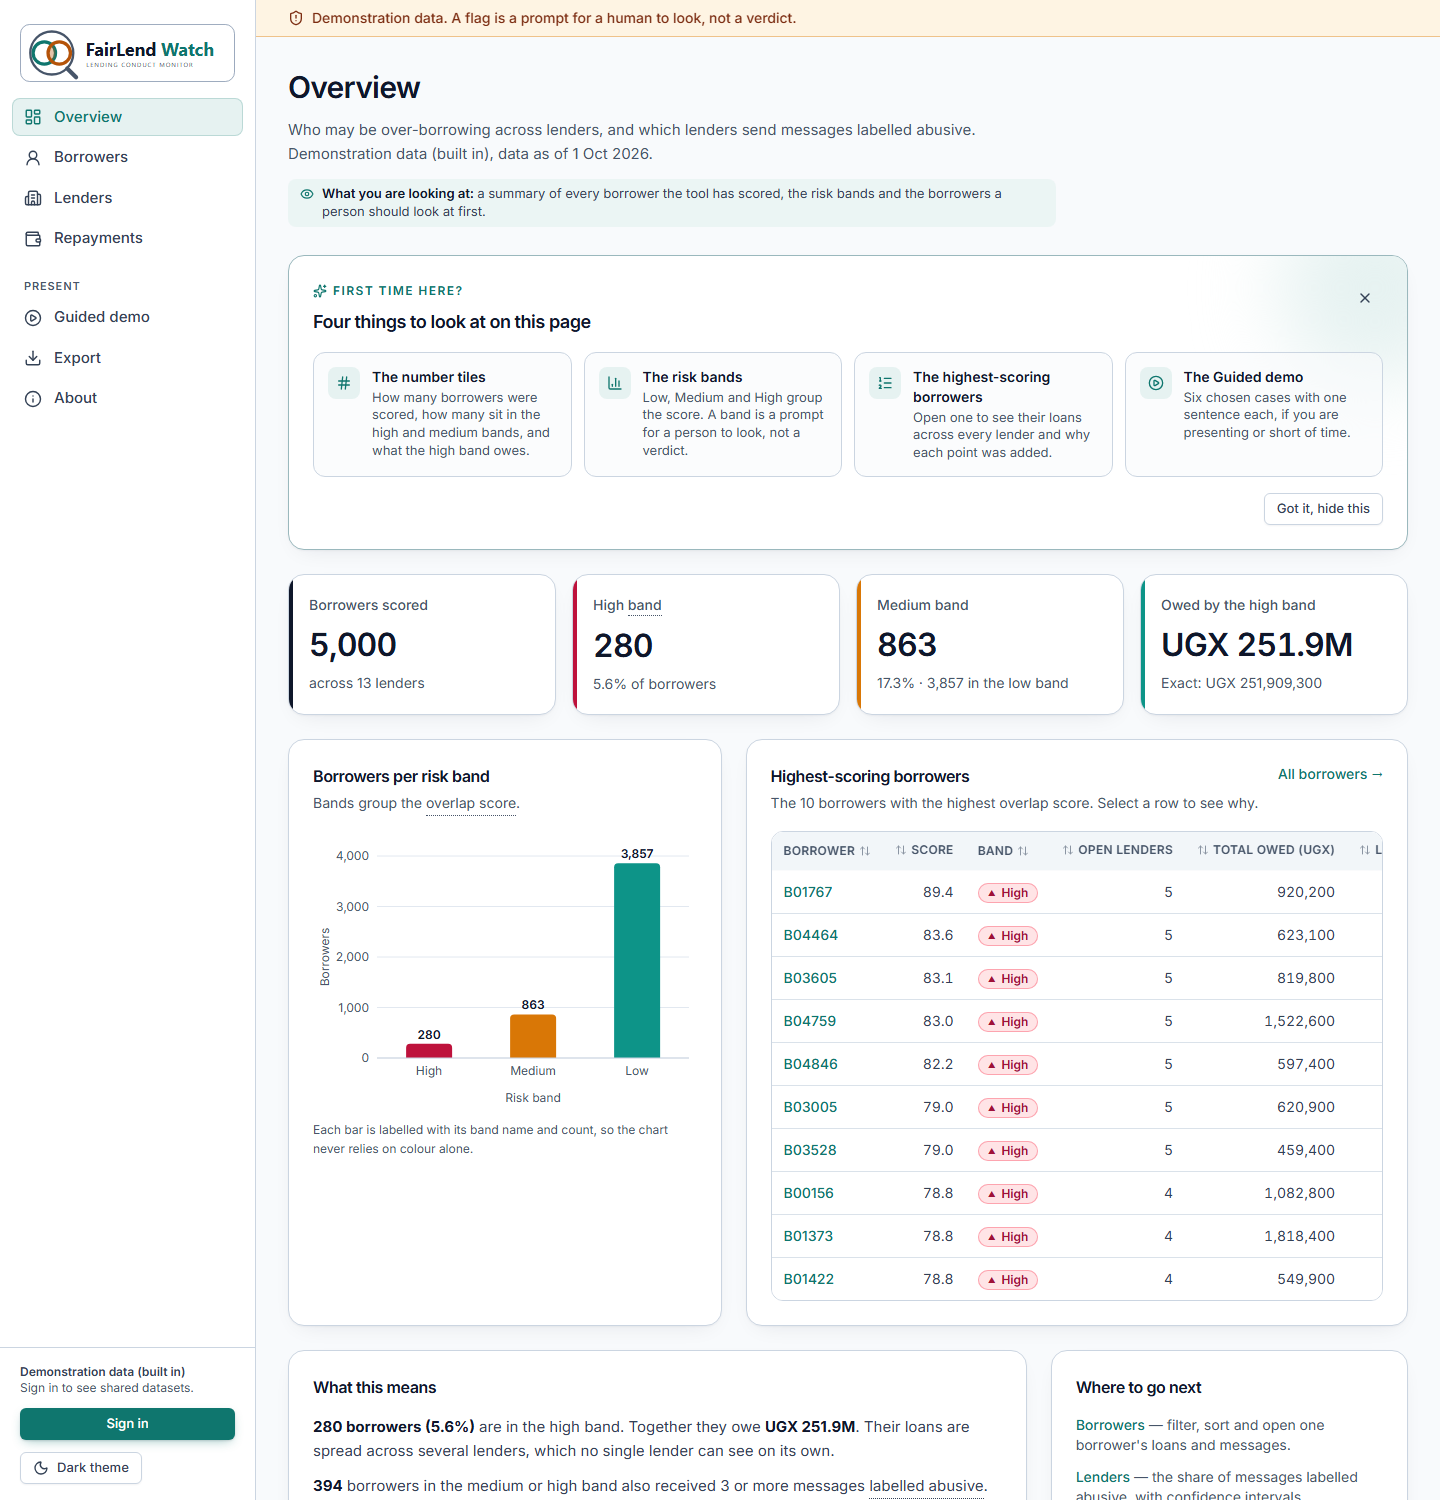 FairLend Watch
LENDING CONDUCT MONITOR
Overview
Borrowers
Lenders
Repayments
PRESENT
Guided demo
Export
About
Demonstration data (built in)
Sign in to see shared datasets.
Sign in
Dark theme
Demonstration data. A flag is a prompt for a human to look, not a verdict.
Overview
Who may be over-borrowing across lenders, and which lenders send messages labelled abusive.
Demonstration data (built in), data as of 1 Oct 2026.
What you are looking at: a summary of every borrower the tool has scored, the risk bands and the borrowers a
person should look at first.
FIRST TIME HERE?
Four things to look at on this page
The number tiles
How many borrowers were
scored, how many sit in the
high and medium bands, and
what the high band owes.
The risk bands
Low, Medium and High group
the score. A band is a prompt
for a person to look, not a
verdict.
The highest-scoring
borrowers
Open one to see their loans
across every lender and why
each point was added.
The Guided demo
Six chosen cases with one
sentence each, if you are
presenting or short of time.
Got it, hide this
Borrowers scored
5,000
across 13 lenders
High band
280
5.6% of borrowers
Medium band
863
17.3% · 3,857 in the low band
Owed by the high band
UGX 251.9M
Exact: UGX 251,909,300
Borrowers per risk band
Bands group the overlap score.
4,000
3,000
2,000
1,000
0
Borrowers
280
863
3,857
High
Medium
Low
Risk band
Each bar is labelled with its band name and count, so the chart
never relies on colour alone.
Highest-scoring borrowers
All borrowers →
The 10 borrowers with the highest overlap score. Select a row to see why.
BORROWER ↑↓ ↑↓ SCORE BAND ↑↓ ↑↓ OPEN LENDERS ↑↓ TOTAL OWED (UGX) ↑↓ L
B01767 89.4 ▲ High 5 920,200
B04464 83.6 ▲ High 5 623,100
B03605 83.1 ▲ High 5 819,800
B04759 83.0 ▲ High 5 1,522,600
B04846 82.2 ▲ High 5 597,400
B03005 79.0 ▲ High 5 620,900
B03528 79.0 ▲ High 5 459,400
B00156 78.8 ▲ High 4 1,082,800
B01373 78.8 ▲ High 4 1,818,400
B01422 78.8 ▲ High 4 549,900
What this means
280 borrowers (5.6%) are in the high band. Together they owe UGX 251.9M. Their loans are
spread across several lenders, which no single lender can see on its own.
394 borrowers in the medium or high band also received 3 or more messages labelled abusive.
Where to go next
Borrowers — filter, sort and open one
borrower's loans and messages.
Lenders — the share of messages labelled
abusive, with confidence intervals